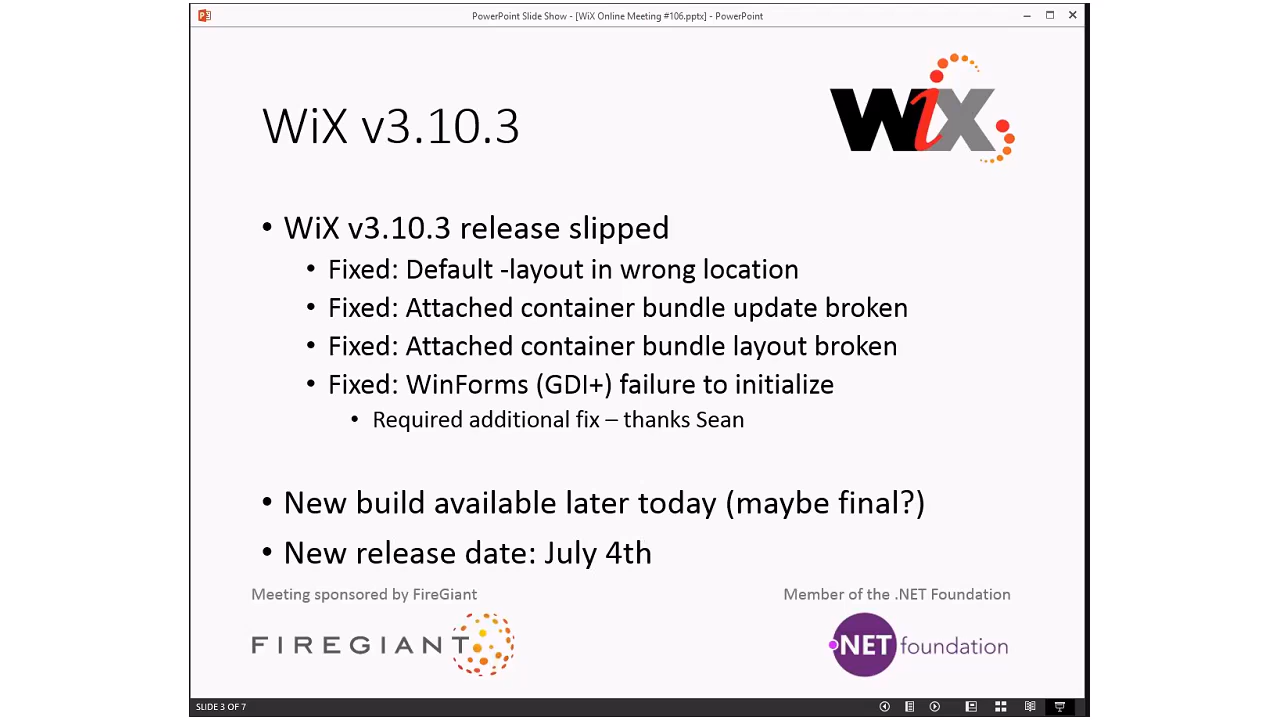 PowerPoint Slide Show - [WiX Online Meeting #106.pptx] - PowerPoint
WiX v3.10.3
WiX
• WiX v3.10.3 release slipped
• Fixed: Default -layout in wrong location
• Fixed: Attached container bundle update broken
• Fixed: Attached container bundle layout broken
• Fixed: WinForms (GDI+) failure to initialize
• Required additional fix – thanks Sean
• New build available later today (maybe final?)
• New release date: July 4th
Meeting sponsored by FireGiant
Member of the .NET Foundation
FIREGIANT
.NET foundation
SLIDE 3 OF 7